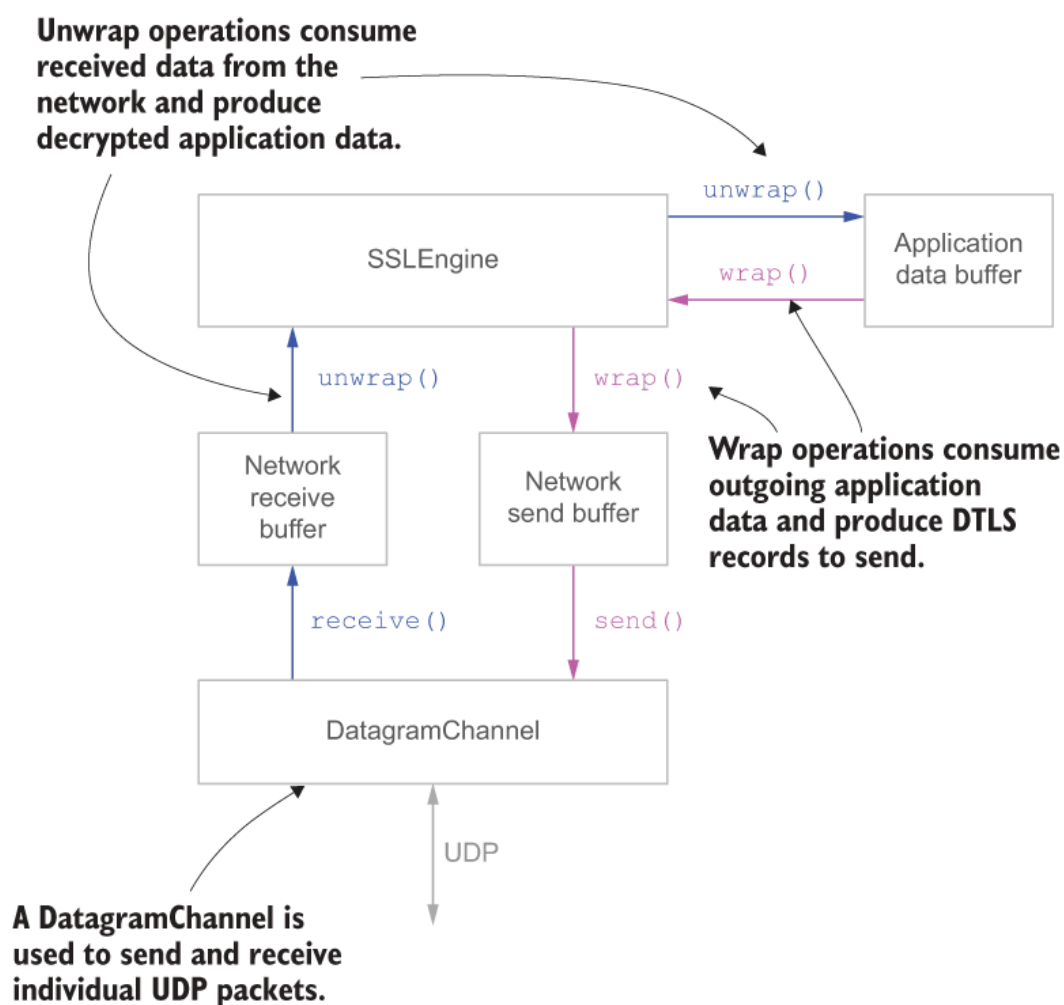 Unwrap operations consume
received data from the
network and produce
decrypted application data.
unwrap()
SSLEngine
Application
data buffer
wrap()
unwrap()
wrap()
Network
receive
buffer
Network
send buffer
Wrap operations consume
outgoing application
data and produce DTLS
records to send.
receive()
send()
DatagramChannel
UDP
A DatagramChannel is
used to send and receive
individual UDP packets.